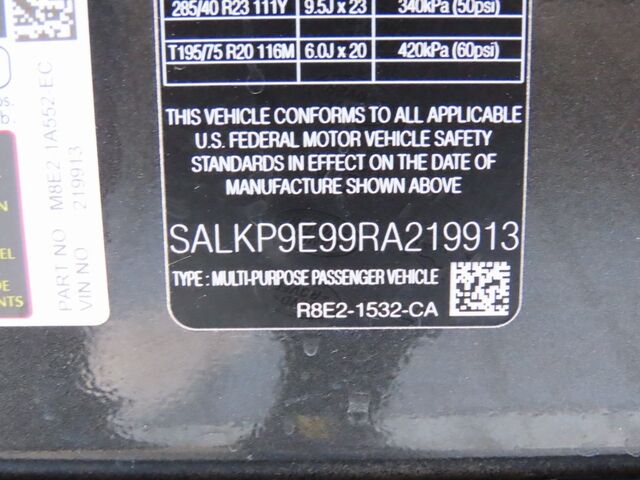 285/40 R23 111Y 9.5J x 23 340kPa (50psi)
T195/75 R20 116M 6.0J x 20 420kPa (60psi)
THIS VEHICLE CONFORMS TO ALL APPLICABLE
U.S. FEDERAL MOTOR VEHICLE SAFETY
STANDARDS IN EFFECT ON THE DATE OF
MANUFACTURE SHOWN ABOVE
SALKP9E99RA219913
TYPE : MULTI-PURPOSE PASSENGER VEHICLE
R8E2-1532-CA
PART NO M8E2 1A552 EC
VIN NO 219913